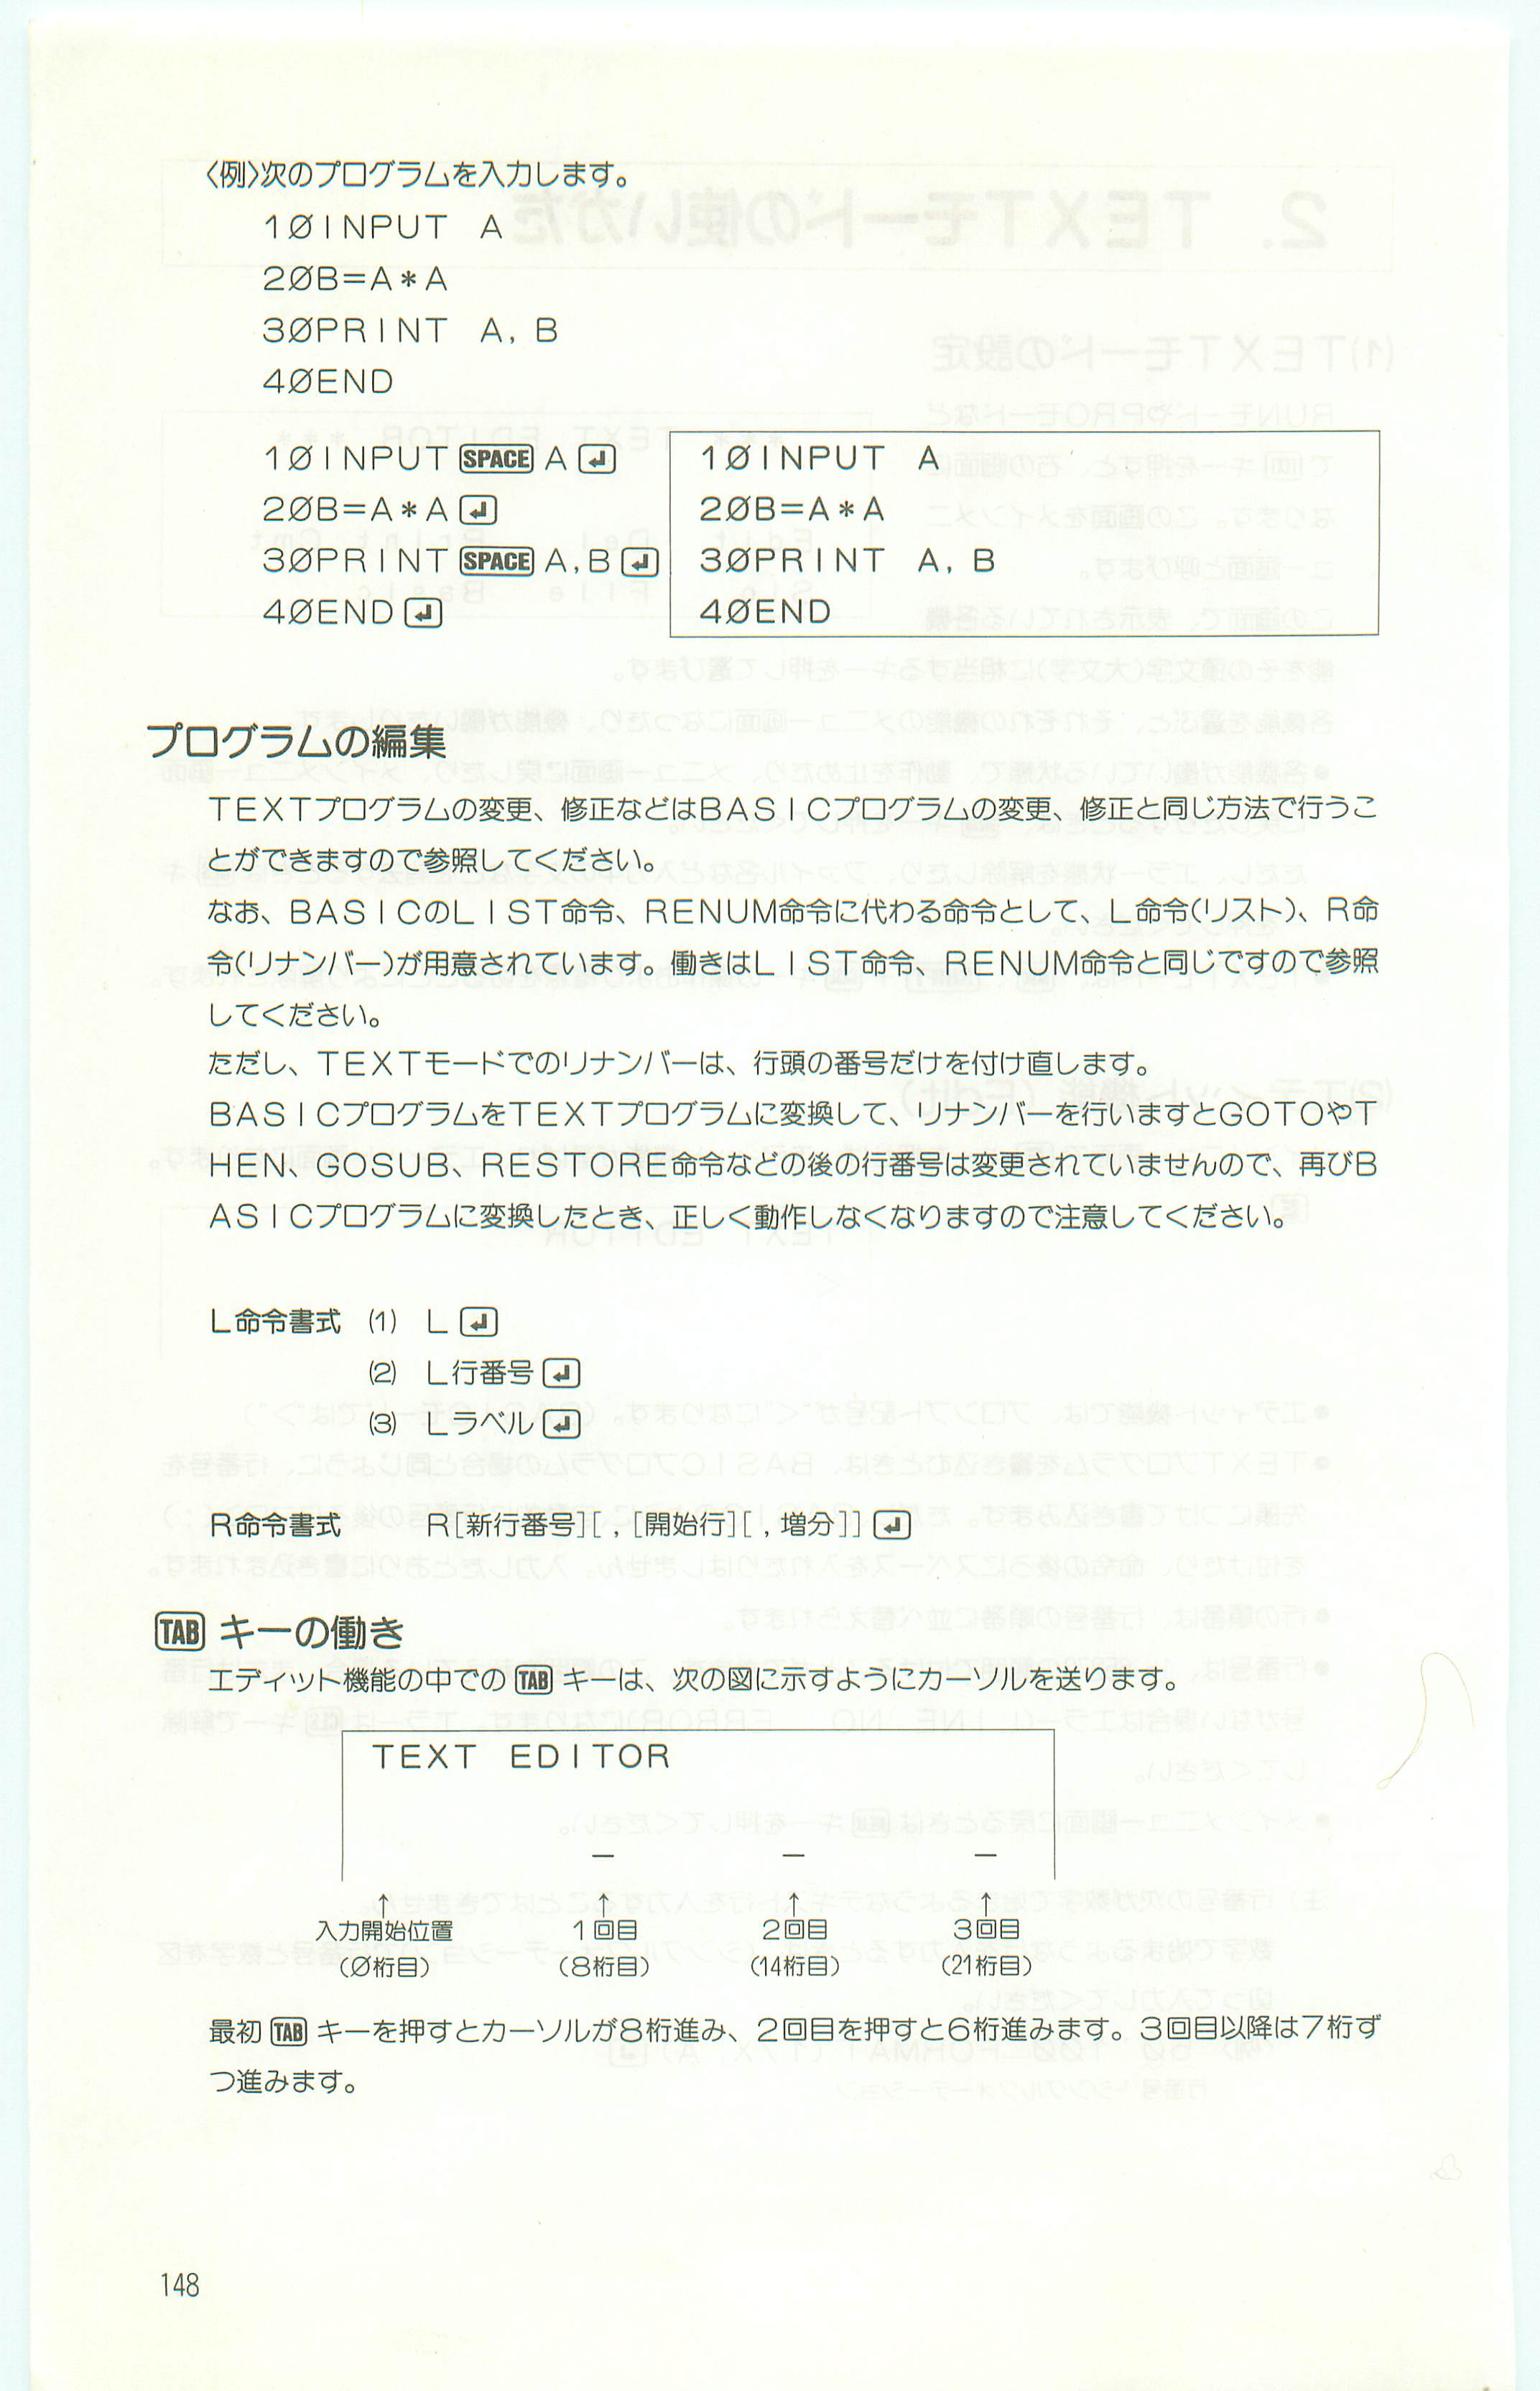 〈例〉次のプログラムを入力します。
10INPUT A
20B=A*A
30PRINT A, B
40END
10INPUT SPACE A ↵
20B=A*A ↵
30PRINT SPACE A,B ↵
40END ↵
10INPUT A
20B=A*A
30PRINT A, B
40END
プログラムの編集
TEXTプログラムの変更、修正などはBASICプログラムの変更、修正と同じ方法で行うこ
とができますので参照してください。
なお、BASICのLIST命令、RENUM命令に代わる命令として、L命令(リスト)、R命
令(リナンバー)が用意されています。働きはLIST命令、RENUM命令と同じですので参照
してください。
ただし、TEXTモードでのリナンバーは、行頭の番号だけを付け直します。
BASICプログラムをTEXTプログラムに変換して、リナンバーを行いますとGOTOやT
HEN、GOSUB、RESTORE命令などの後の行番号は変更されていませんので、再びB
ASICプログラムに変換したとき、正しく動作しなくなりますので注意してください。
L命令書式 (1) L ↵
(2) L行番号 ↵
(3) Lラベル ↵
R命令書式 R[新行番号][,[開始行][,増分]] ↵
TAB キーの働き
エディット機能の中での TAB キーは、次の図に示すようにカーソルを送ります。
TEXT EDITOR
_ _ _
↑ ↑ ↑ ↑
入力開始位置 1回目 2回目 3回目
(0桁目) (8桁目) (14桁目) (21桁目)
最初 TAB キーを押すとカーソルが8桁進み、2回目を押すと6桁進みます。3回目以降は7桁ず
つ進みます。
148